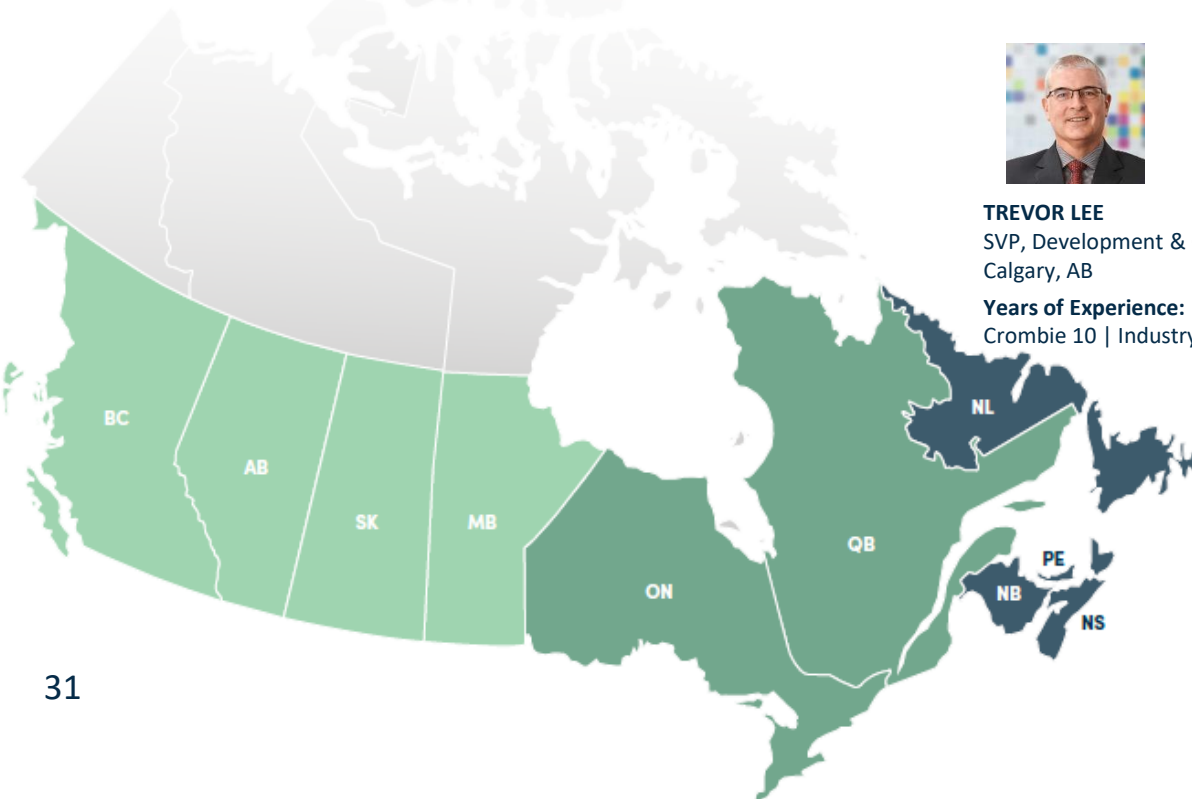 TREVOR LEE
SVP, Development &
Calgary, AB
Years of Experience:
Crombie 10 | Industry
BC
AB
SK
MB
ON
QB
NL
PE
NB
NS
31